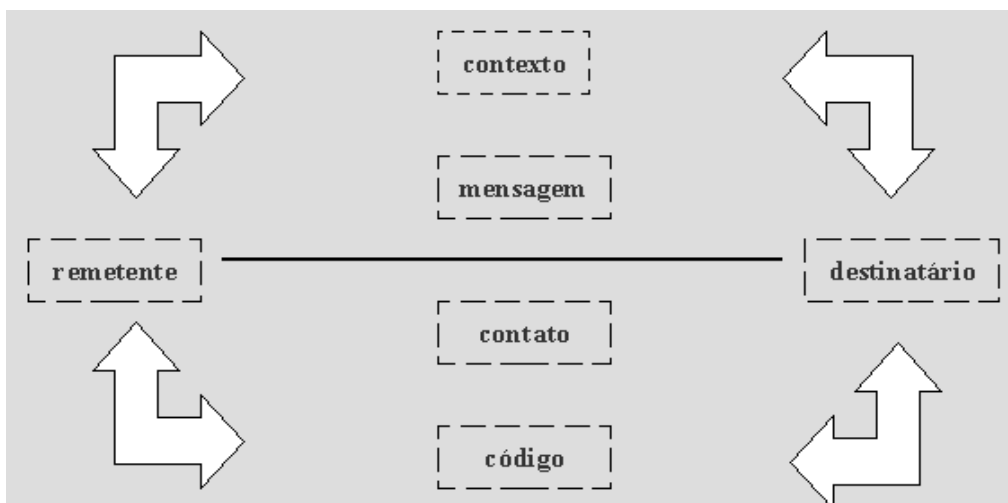 contexto
mensagem
remetente
destinatário
contato
código